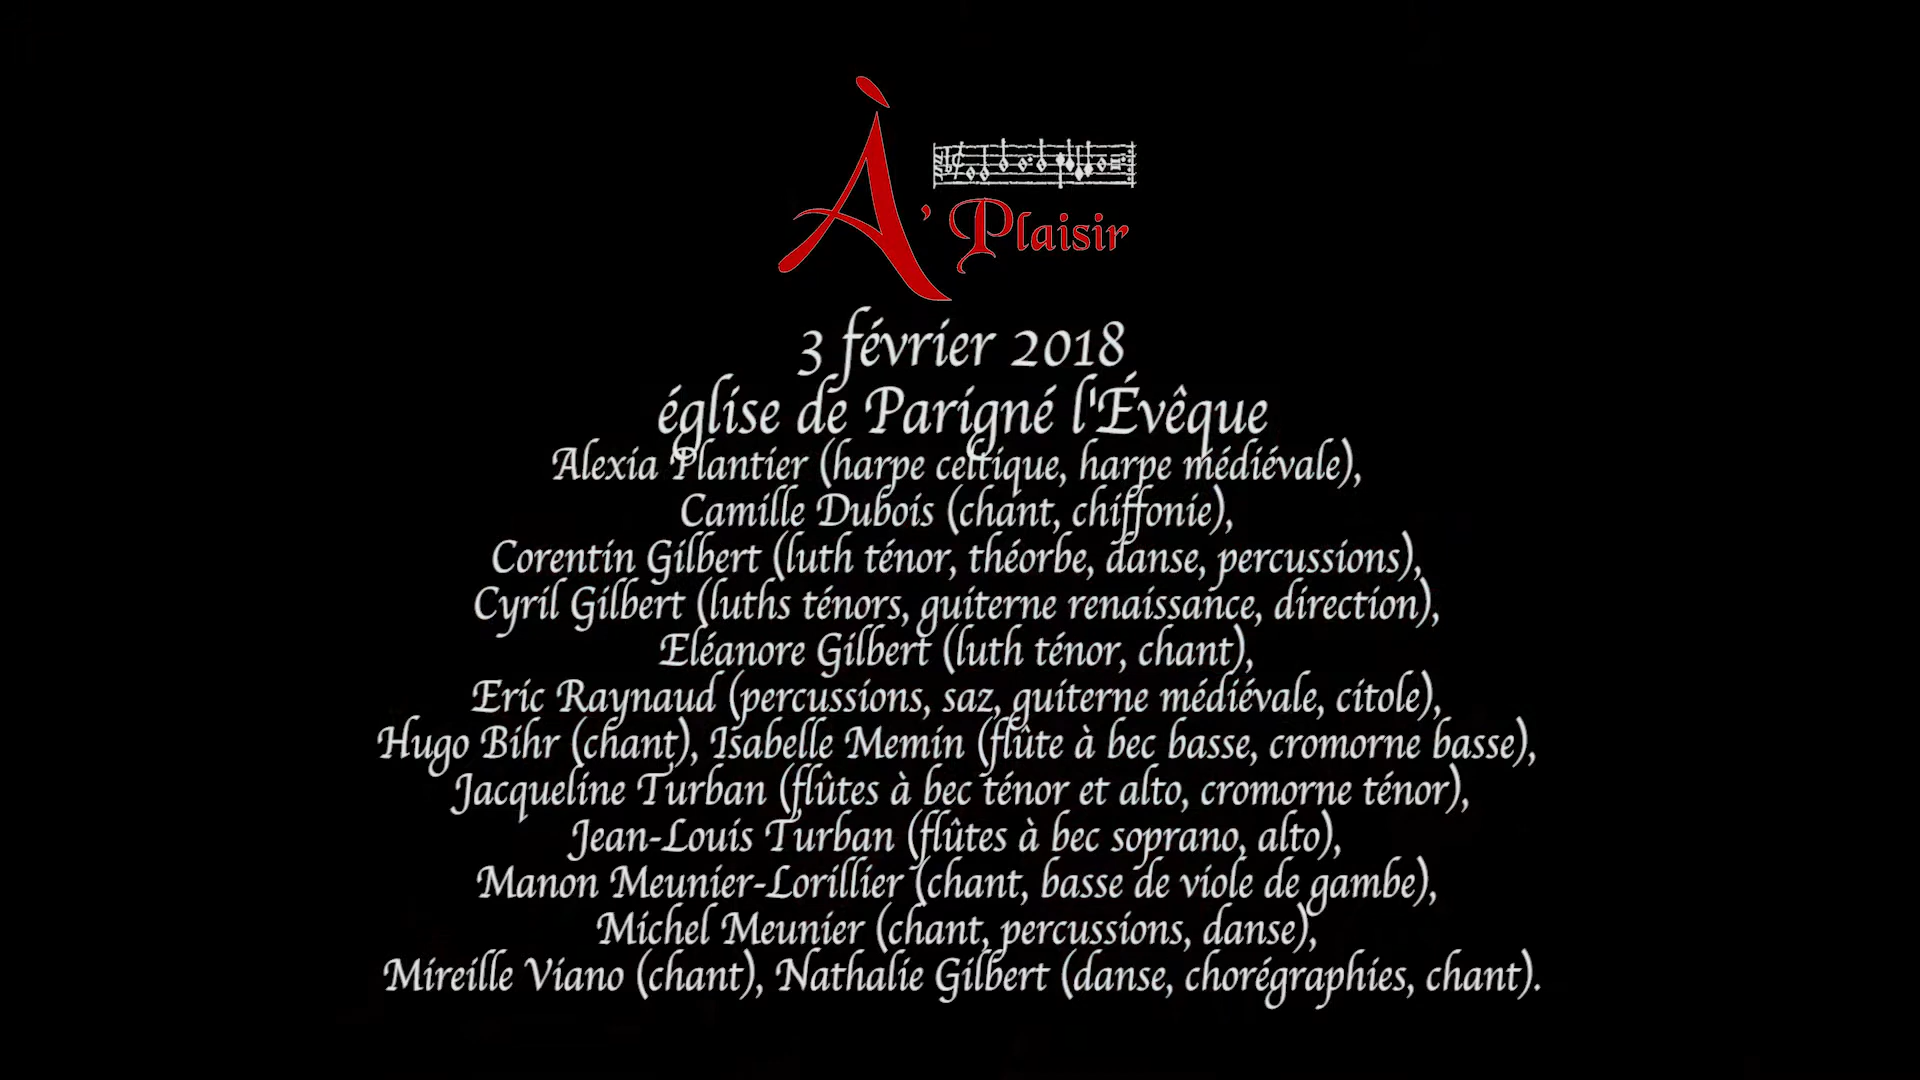 À' Plaisir
3 février 2018
église de Parigné l'Évêque
Alexia Plantier (harpe celtique, harpe médiévale),
Camille Dubois (chant, chiffonie),
Corentin Gilbert (luth ténor, théorbe, danse, percussions),
Cyril Gilbert (luths ténors, guiterne renaissance, direction),
Eléanore Gilbert (luth ténor, chant),
Eric Raynaud (percussions, saz, guiterne médiévale, citole),
Hugo Bihr (chant), Isabelle Memin (flûte à bec basse, cromorne basse),
Jacqueline Turban (flûtes à bec ténor et alto, cromorne ténor),
Jean-Louis Turban (flûtes à bec soprano, alto),
Manon Meunier-Lorillier (chant, basse de viole de gambe),
Michel Meunier (chant, percussions, danse),
Mireille Viano (chant), Nathalie Gilbert (danse, chorégraphies, chant).